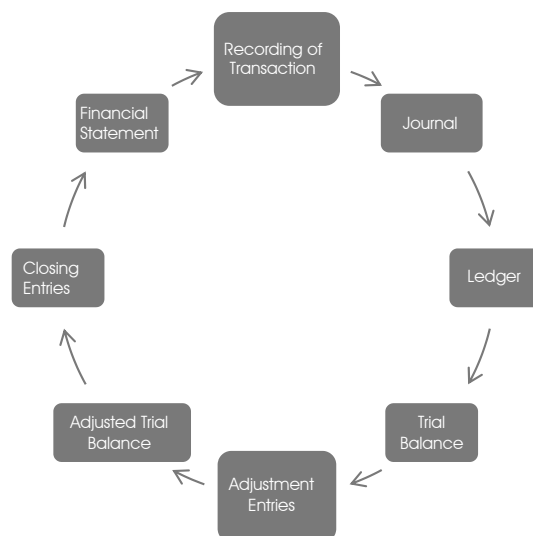 Recording of
Transaction
Journal
Ledger
Trial
Balance
Adjustment
Entries
Adjusted Trial
Balance
Closing
Entries
Financial
Statement